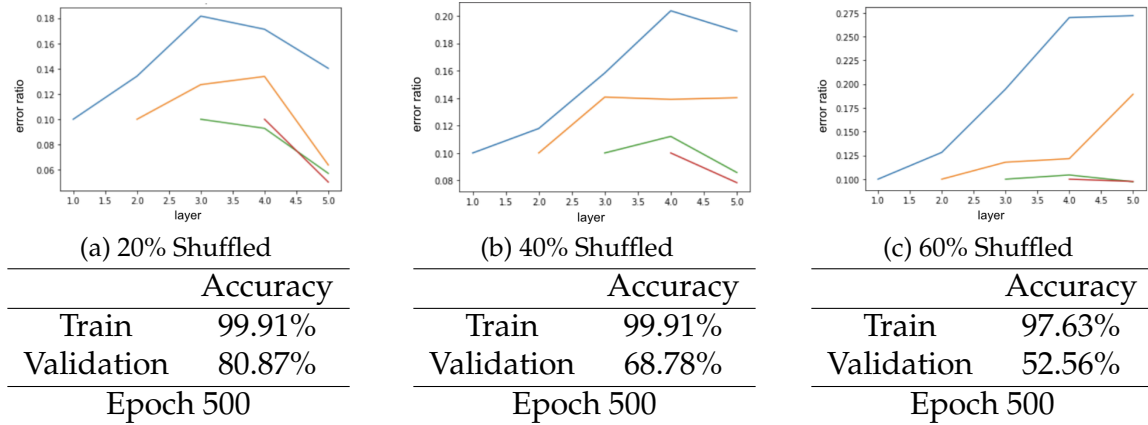 0.18
0.16
0.14
0.12
0.10
0.08
0.06
error ratio
1.0 1.5 2.0 2.5 3.0 3.5 4.0 4.5 5.0
layer
(a) 20% Shuffled
Accuracy
Train 99.91%
Validation 80.87%
Epoch 500
0.20
0.18
0.16
0.14
0.12
0.10
0.08
error ratio
1.0 1.5 2.0 2.5 3.0 3.5 4.0 4.5 5.0
layer
(b) 40% Shuffled
Accuracy
Train 99.91%
Validation 68.78%
Epoch 500
0.275
0.250
0.225
0.200
0.175
0.150
0.125
0.100
error ratio
1.0 1.5 2.0 2.5 3.0 3.5 4.0 4.5 5.0
layer
(c) 60% Shuffled
Accuracy
Train 97.63%
Validation 52.56%
Epoch 500